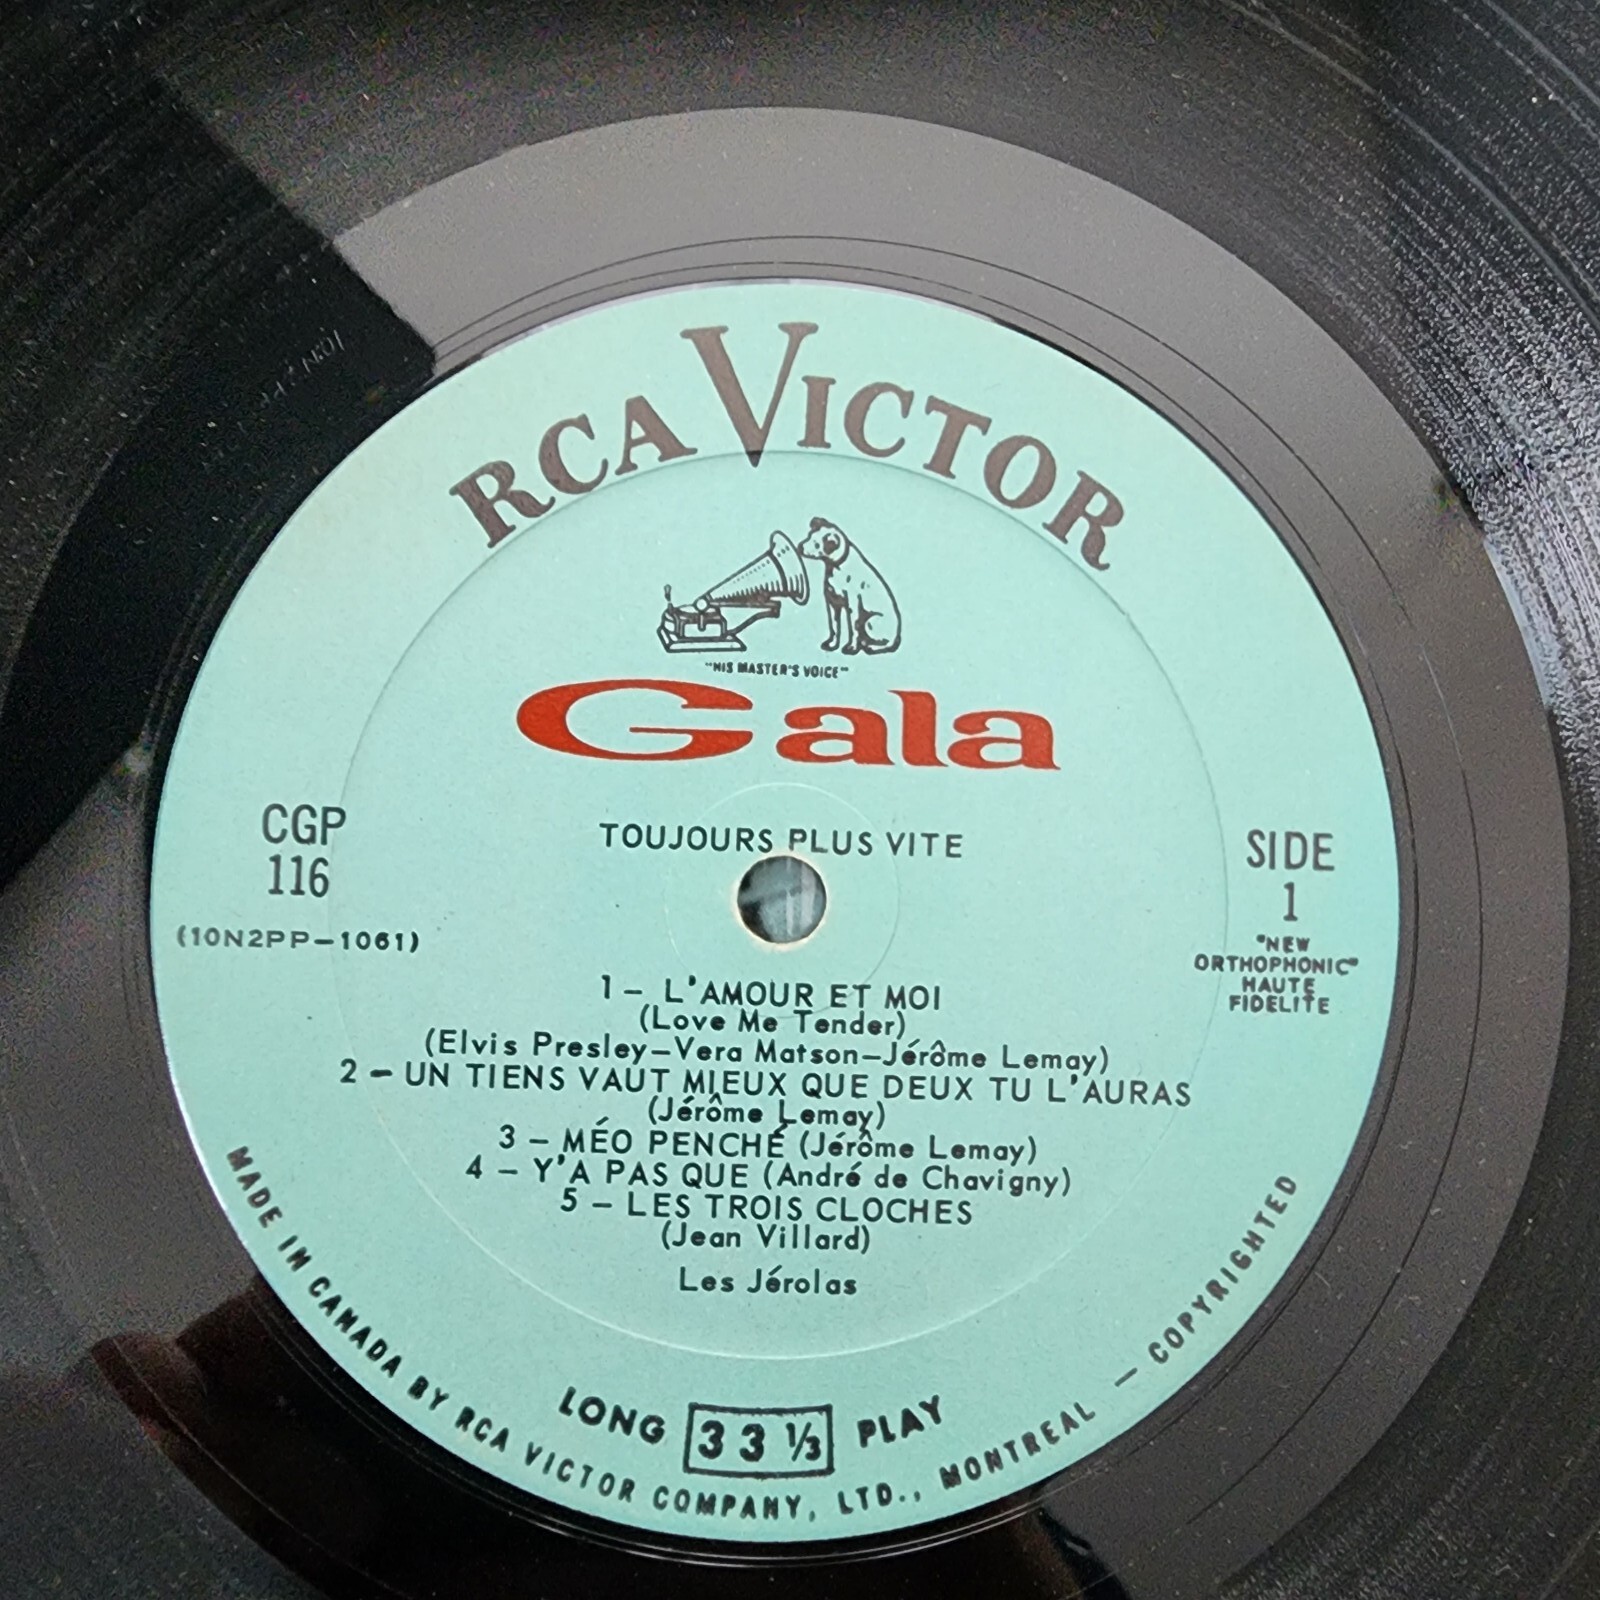 RCA VICTOR
"HIS MASTER'S VOICE"
Gala
CGP
116
(10N2PP-1061)
TOUJOURS PLUS VITE
SIDE
1
"NEW
ORTHOPHONIC"
HAUTE
FIDELITE
1 - L'AMOUR ET MOI
(Love Me Tender)
(Elvis Presley-Vera Matson-Jérôme Lemay)
2 - UN TIENS VAUT MIEUX QUE DEUX TU L'AURAS
(Jérôme Lemay)
3 - MÉO PENCHÉ (Jérôme Lemay)
4 - Y'A PAS QUE (André de Chavigny)
5 - LES TROIS CLOCHES
(Jean Villard)
Les Jérolas
LONG 33 ⅓ PLAY
MADE IN CANADA BY RCA VICTOR COMPANY, LTD., MONTREAL — COPYRIGHTED